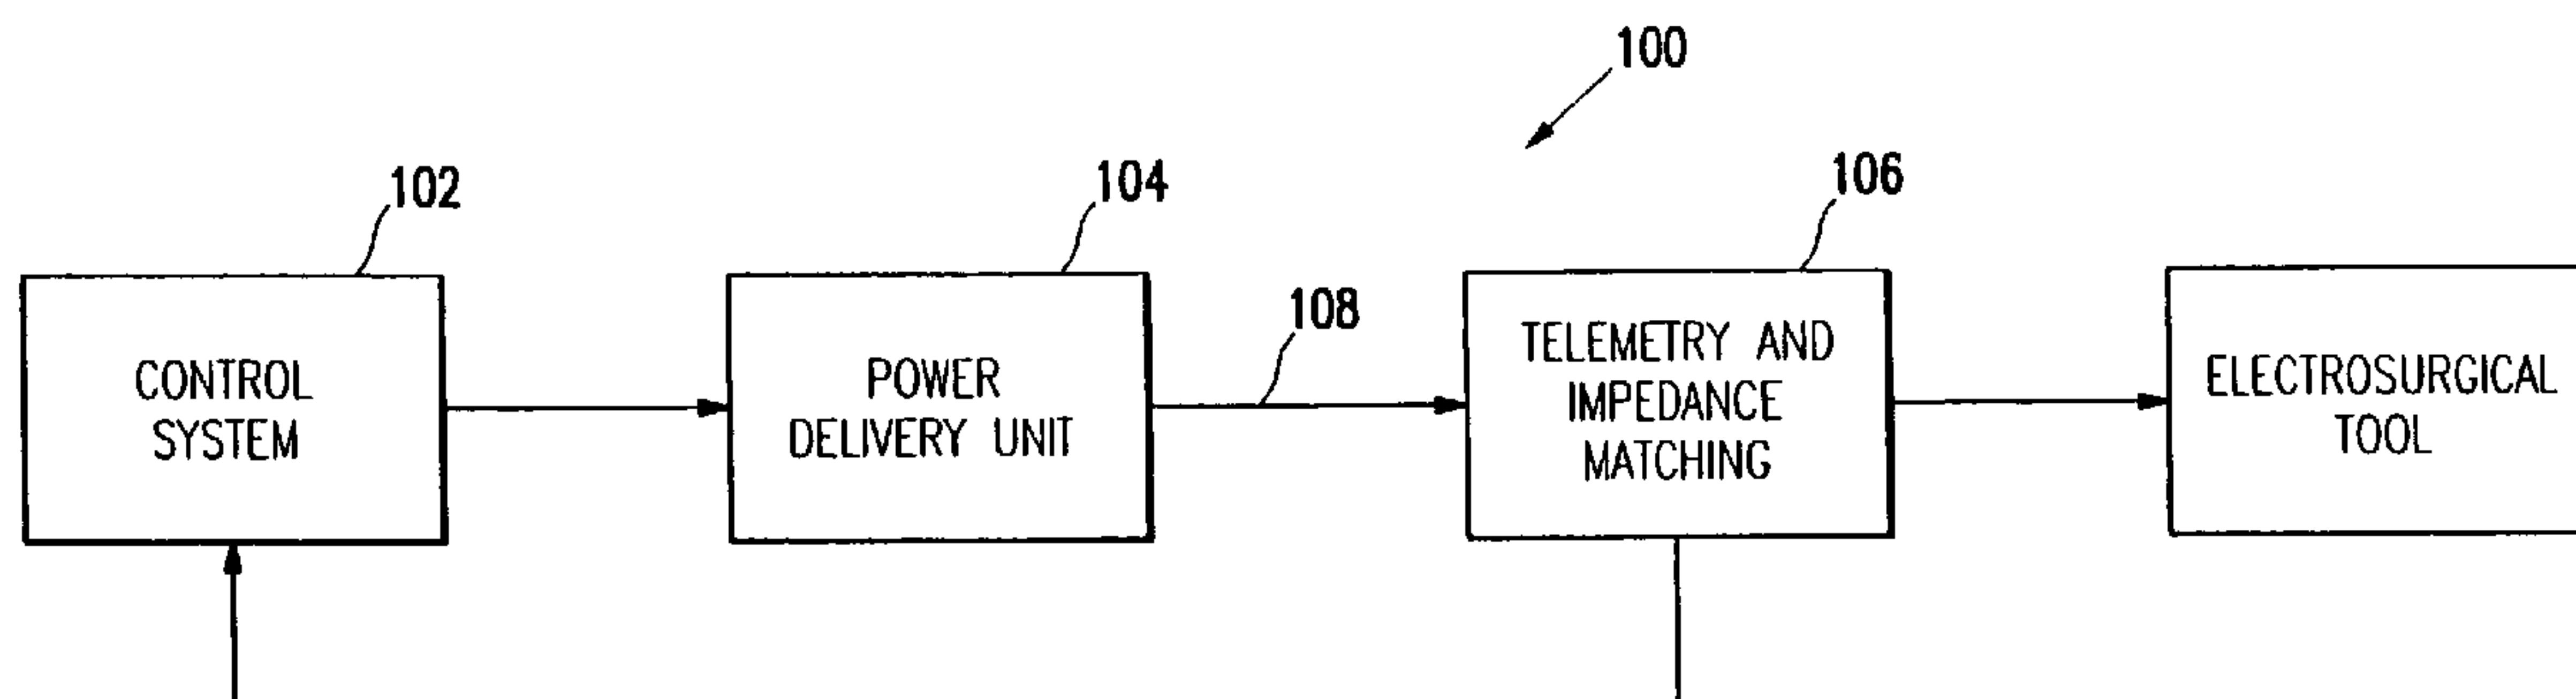 100
102
104
106
108
CONTROL
SYSTEM
POWER
DELIVERY UNIT
TELEMETRY AND
IMPEDANCE
MATCHING
ELECTROSURGICAL
TOOL